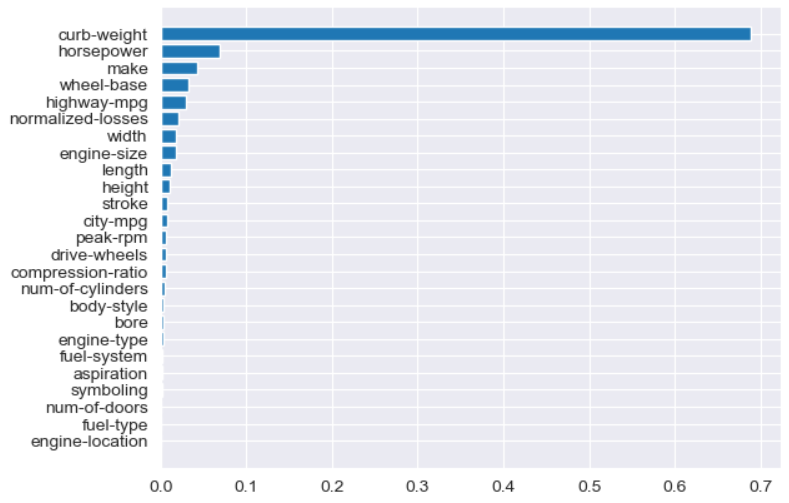 curb-weight
horsepower
make
wheel-base
highway-mpg
normalized-losses
width
engine-size
length
height
stroke
city-mpg
peak-rpm
drive-wheels
compression-ratio
num-of-cylinders
body-style
bore
engine-type
fuel-system
aspiration
symboling
num-of-doors
fuel-type
engine-location
0.0 0.1 0.2 0.3 0.4 0.5 0.6 0.7